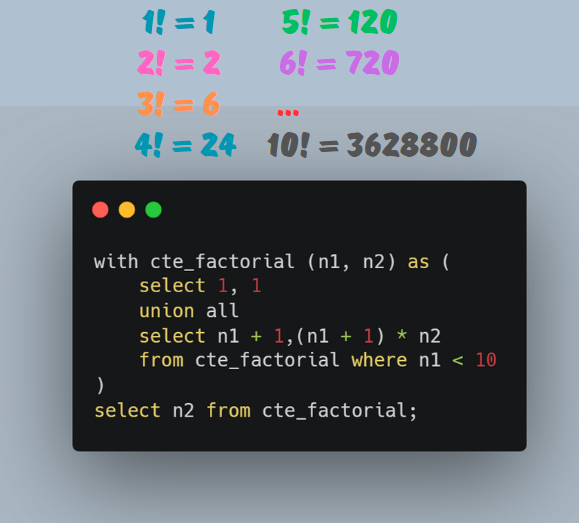 1! = 1 5! = 120
2! = 2 6! = 720
3! = 6 ...
4! = 24 10! = 3628800
with cte_factorial (n1, n2) as (
    select 1, 1
    union all
    select n1 + 1,(n1 + 1) * n2
    from cte_factorial where n1 < 10
)
select n2 from cte_factorial;